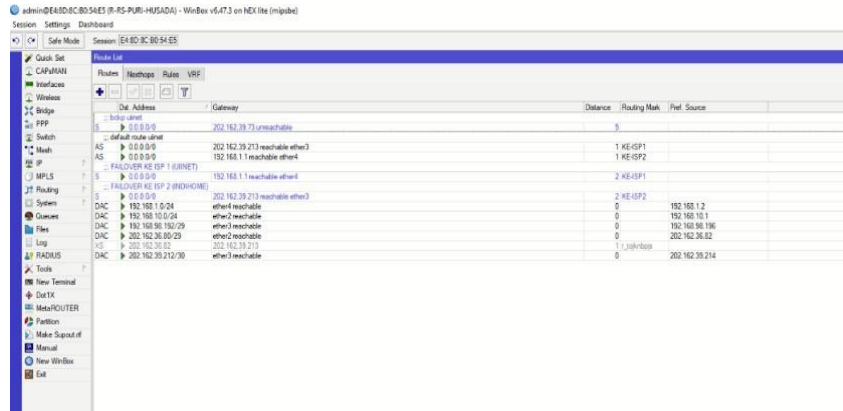 admin@E4:8D:8C:B0:54:E5 (R-RS-PURI-HUSADA) - WinBox v6.47.3 on hEX lite (mipsbe)
Session Settings Dashboard
Safe Mode Session: E4:8D:8C:B0:54:E5
Quick Set
CAPsMAN
Interfaces
Wireless
Bridge
PPP
Switch
Mesh
IP
MPLS
Routing
System
Queues
Files
Log
RADIUS
Tools
New Terminal
Dot1X
MetaROUTER
Partition
Make Supout.rif
Manual
New WinBox
Exit
Route List
Routes Nexthops Rules VRF
Dst. Address Gateway Distance Routing Mark Pref. Source
::: bckup uiinet
S 0.0.0.0/0 202.162.39.73 unreachable 5
::: default route uiinet
AS 0.0.0.0/0 202.162.39.213 reachable ether3 1 KE-ISP1
AS 0.0.0.0/0 192.168.1.1 reachable ether4 1 KE-ISP2
::: FAILOVER KE ISP 1 (UIINET)
S 0.0.0.0/0 192.168.1.1 reachable ether4 2 KE-ISP1
::: FAILOVER KE ISP 2 (INDIHOME)
S 0.0.0.0/0 202.162.39.213 reachable ether3 2 KE-ISP2
DAC 192.168.1.0/24 ether4 reachable 0 192.168.1.2
DAC 192.168.10.0/24 ether2 reachable 0 192.168.10.1
DAC 192.168.98.192/29 ether3 reachable 0 192.168.98.196
DAC 202.162.36.80/29 ether2 reachable 0 202.162.36.82
XS 202.162.36.82 202.162.39.213 1
DAC 202.162.39.212/30 ether3 reachable 0 202.162.39.214